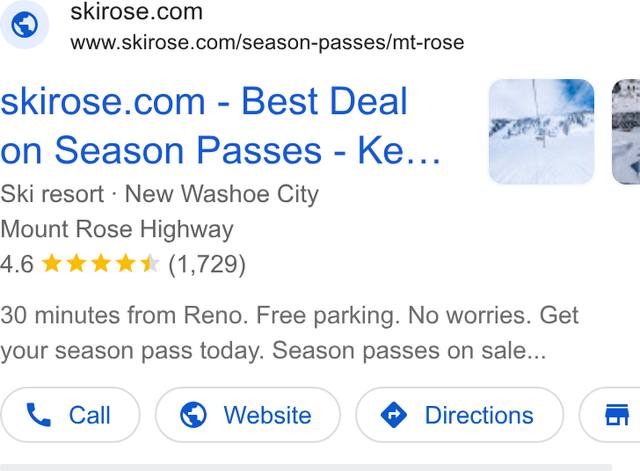 skirose.com
www.skirose.com/season-passes/mt-rose
skirose.com - Best Deal
on Season Passes - Ke...
Ski resort · New Washoe City
Mount Rose Highway
4.6 (1,729)
30 minutes from Reno. Free parking. No worries. Get
your season pass today. Season passes on sale...
Call Website Directions